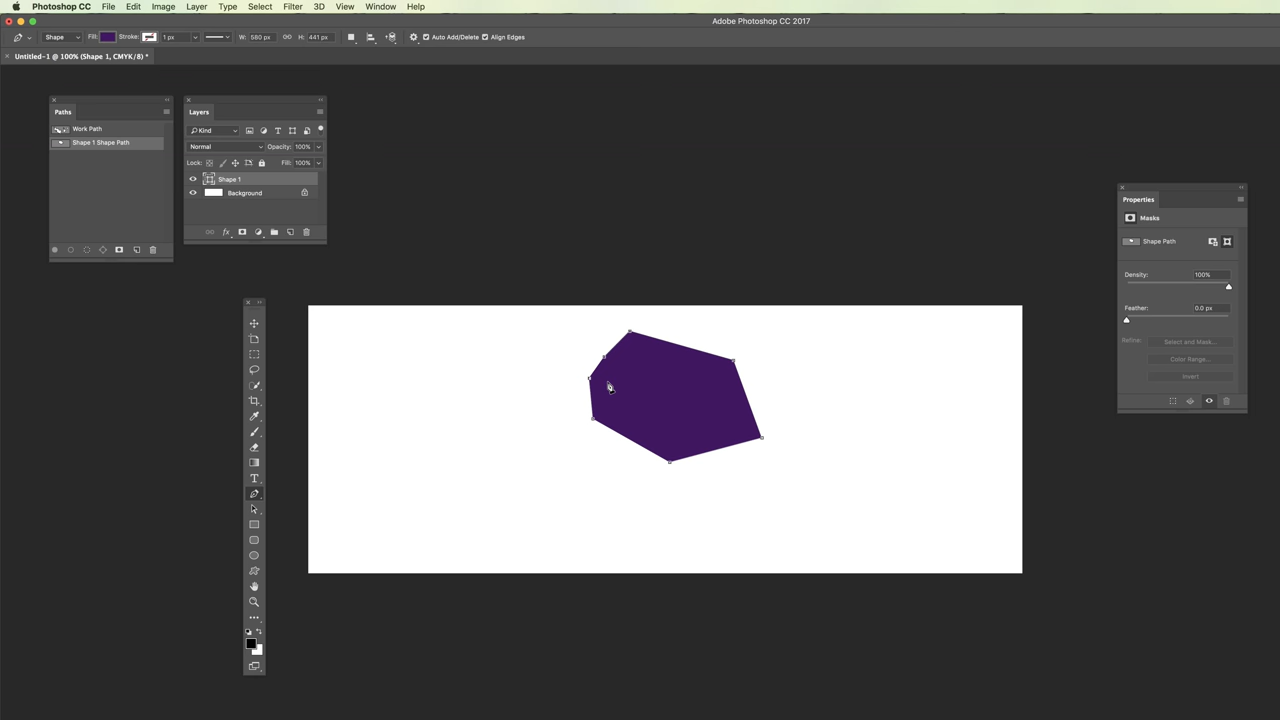 Photoshop CC File Edit Image Layer Type Select Filter 3D View Window Help
Adobe Photoshop CC 2017
Shape Fill: Stroke: 1 px W: 580 px H: 441 px Auto Add/Delete Align Edges
Untitled-1 @ 100% (Shape 1, CMYK/8) *
Paths
Work Path
Shape 1 Shape Path
Layers
Kind
Normal Opacity: 100%
Lock: Fill: 100%
Shape 1
Background
fx
T
Properties
Masks
Shape Path
Density: 100%
Feather: 0.0 px
Refine: Select and Mask...
Color Range...
Invert